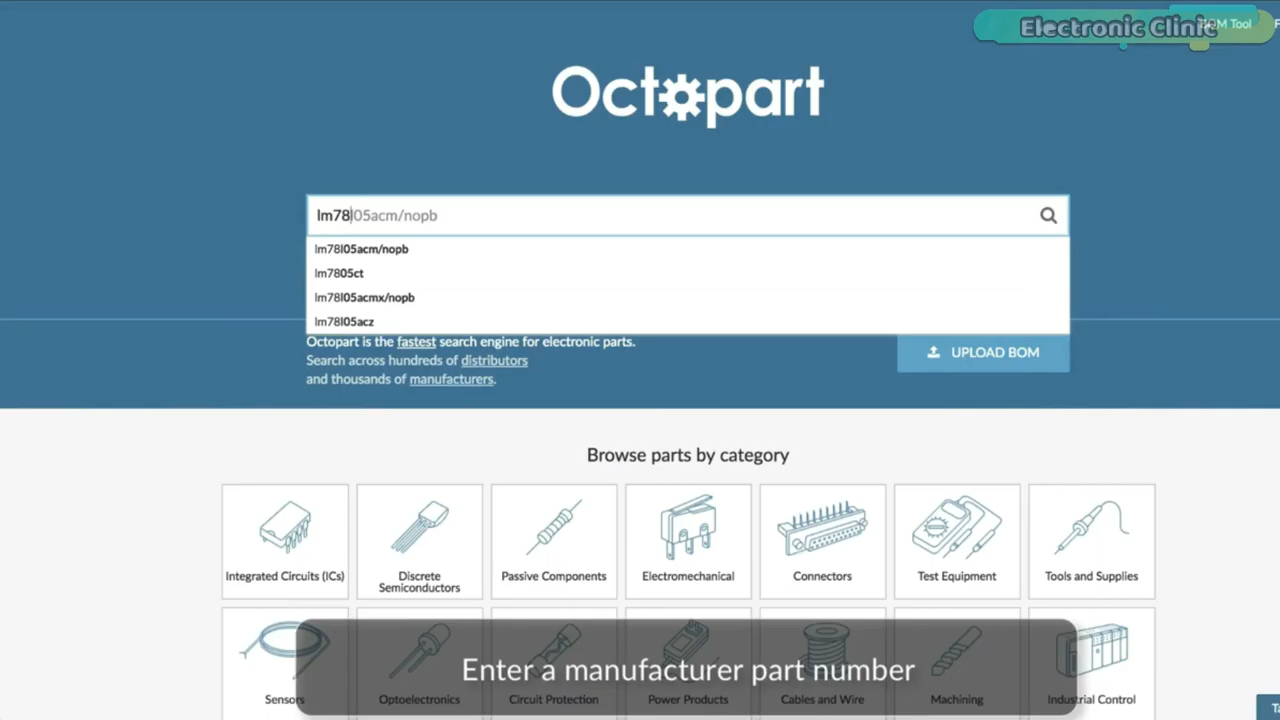 BOM Tool
Electronic Clinic
Octopart
lm78l05acm/nopb
lm78l05acm/nopb
lm7805ct
lm78l05acmx/nopb
lm78l05acz
Octopart is the fastest search engine for electronic parts.
Search across hundreds of distributors
and thousands of manufacturers.
UPLOAD BOM
Browse parts by category
Integrated Circuits (ICs)
Discrete
Semiconductors
Passive Components
Electromechanical
Connectors
Test Equipment
Tools and Supplies
Enter a manufacturer part number
Sensors
Optoelectronics
Circuit Protection
Power Products
Cables and Wire
Machining
Industrial Control